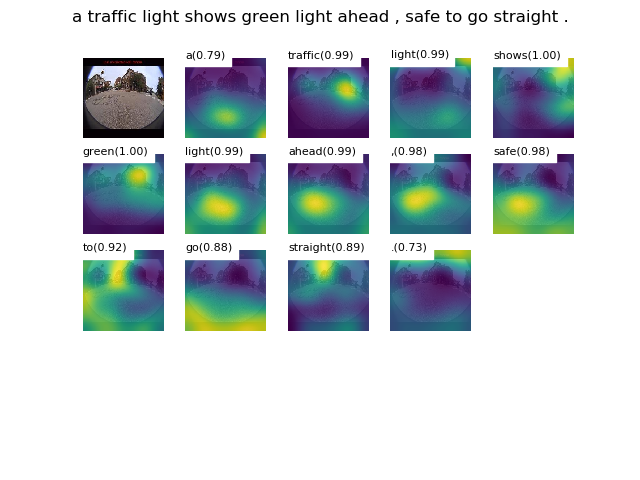 a traffic light shows green light ahead , safe to go straight .
a(0.79) traffic(0.99) light(0.99) shows(1.00)
green(1.00) light(0.99) ahead(0.99) ,(0.98) safe(0.98)
to(0.92) go(0.88) straight(0.89) .(0.73)